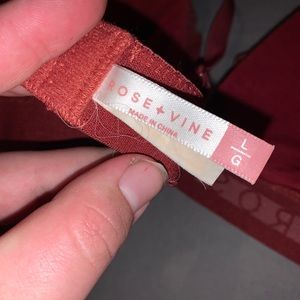 ROSE + VINE
MADE IN CHINA
L
G